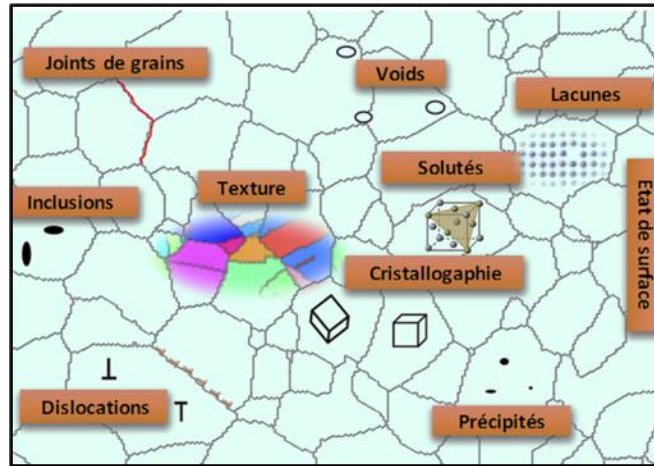 Joints de grains
Voids
Lacunes
Solutés
Texture
Inclusions
Etat de surface
Cristallogaphie
Dislocations
Précipités